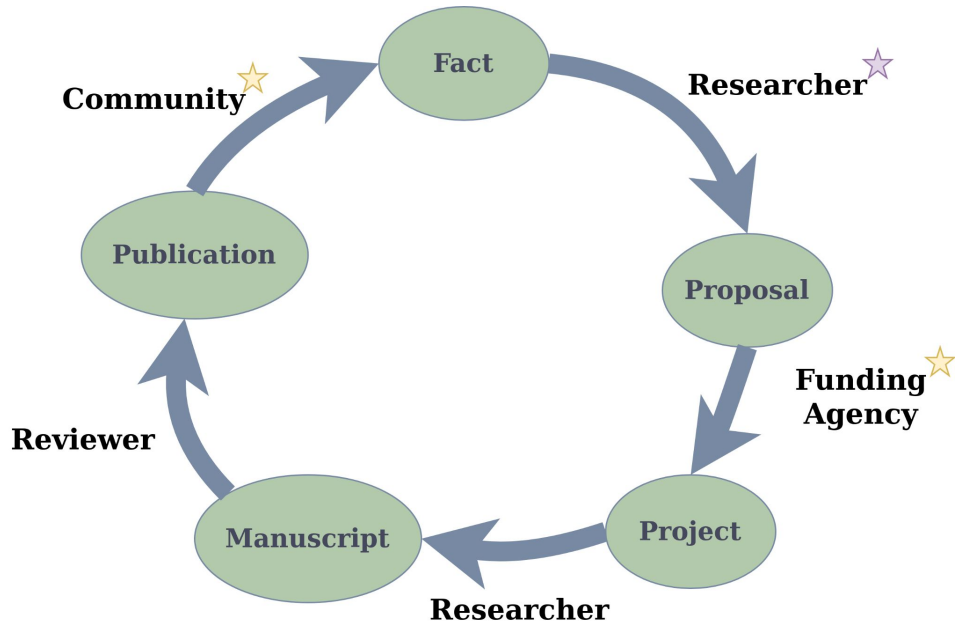 Fact
Researcher
Proposal
Funding
Agency
Project
Researcher
Manuscript
Reviewer
Publication
Community